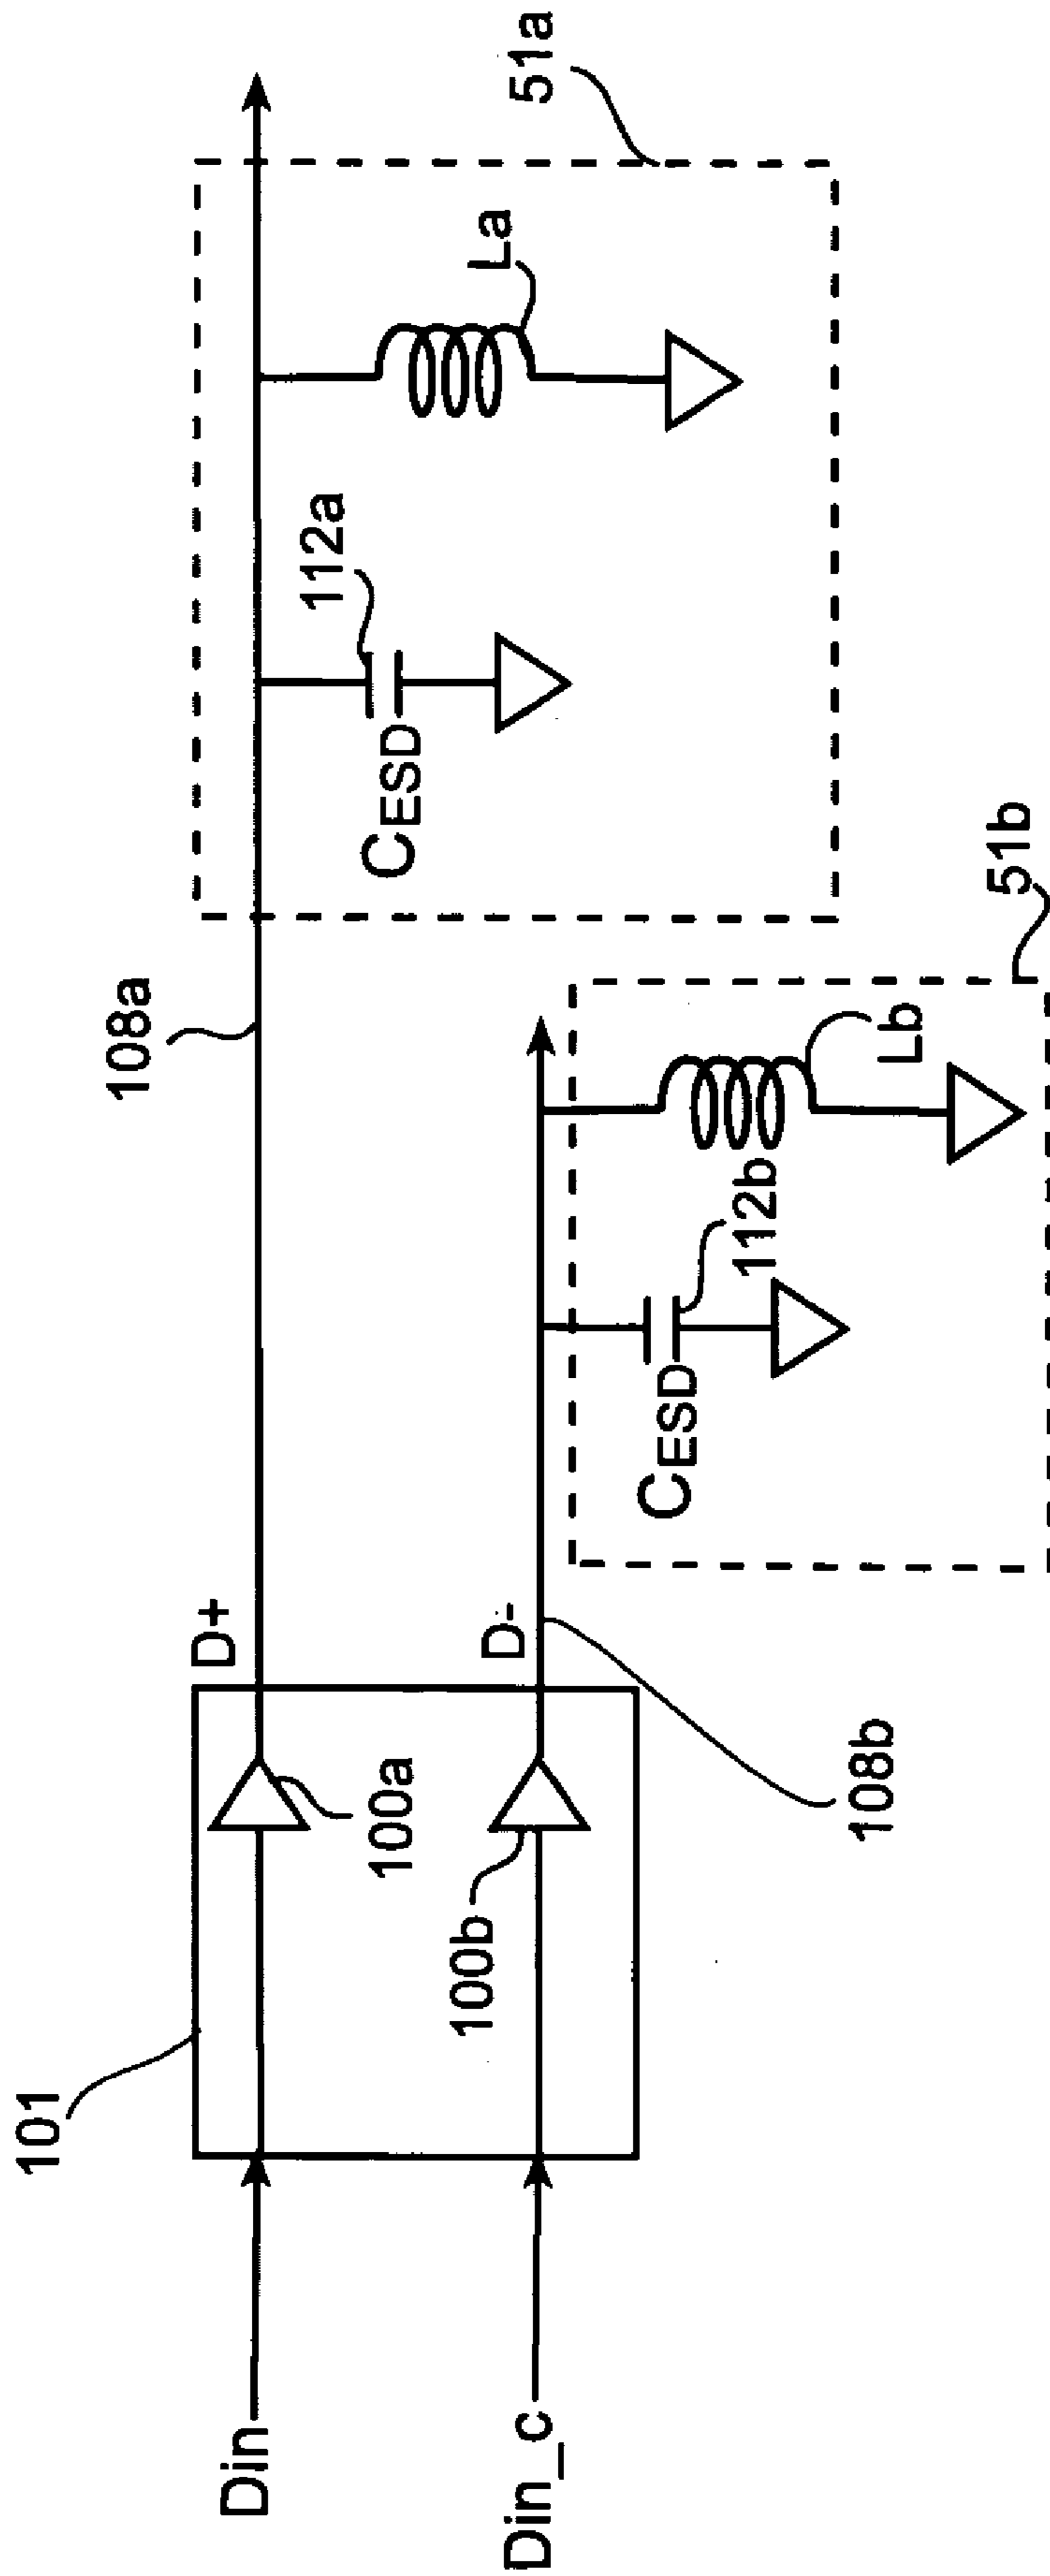 51a
La
112a
CESD
108a
51b
Lb
112b
CESD
D+
D-
108b
100a
100b
101
Din
Din_c